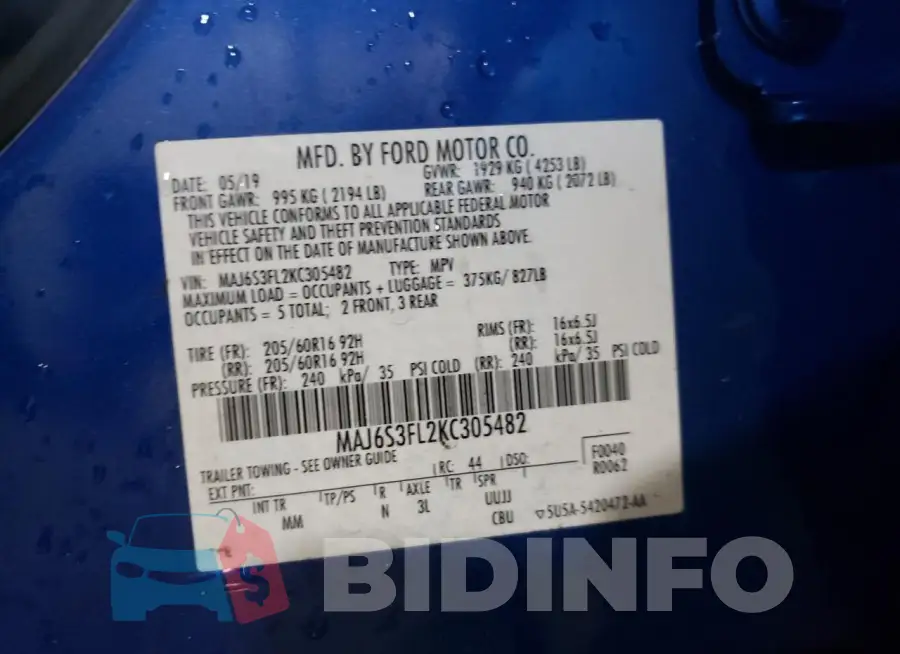 MFD. BY FORD MOTOR CO.
DATE: 05/19 GVWR: 1929 KG ( 4253 LB)
FRONT GAWR: 995 KG ( 2194 LB) REAR GAWR: 940 KG ( 2072 LB)
THIS VEHICLE CONFORMS TO ALL APPLICABLE FEDERAL MOTOR
VEHICLE SAFETY AND THEFT PREVENTION STANDARDS
IN EFFECT ON THE DATE OF MANUFACTURE SHOWN ABOVE.
VIN: MAJ6S3FL2KC305482 TYPE: MPV
MAXIMUM LOAD = OCCUPANTS + LUGGAGE = 375KG/ 827LB
OCCUPANTS = 5 TOTAL; 2 FRONT, 3 REAR
TIRE (FR): 205/60R16 92H RIMS (FR): 16x6.5J
(RR): 205/60R16 92H (RR): 16x6.5J
PRESSURE (FR): 240 kPa/ 35 PSI COLD (RR): 240 kPa/ 35 PSI COLD
MAJ6S3FL2KC305482
TRAILER TOWING - SEE OWNER GUIDE
EXT PNT: RC: 44 DSO: F0040
R0062
INT TR TP/PS R AXLE TR SPR
MM N 3L UUJJ
CBU 5U5A-5420472-AA
$
BIDINFO